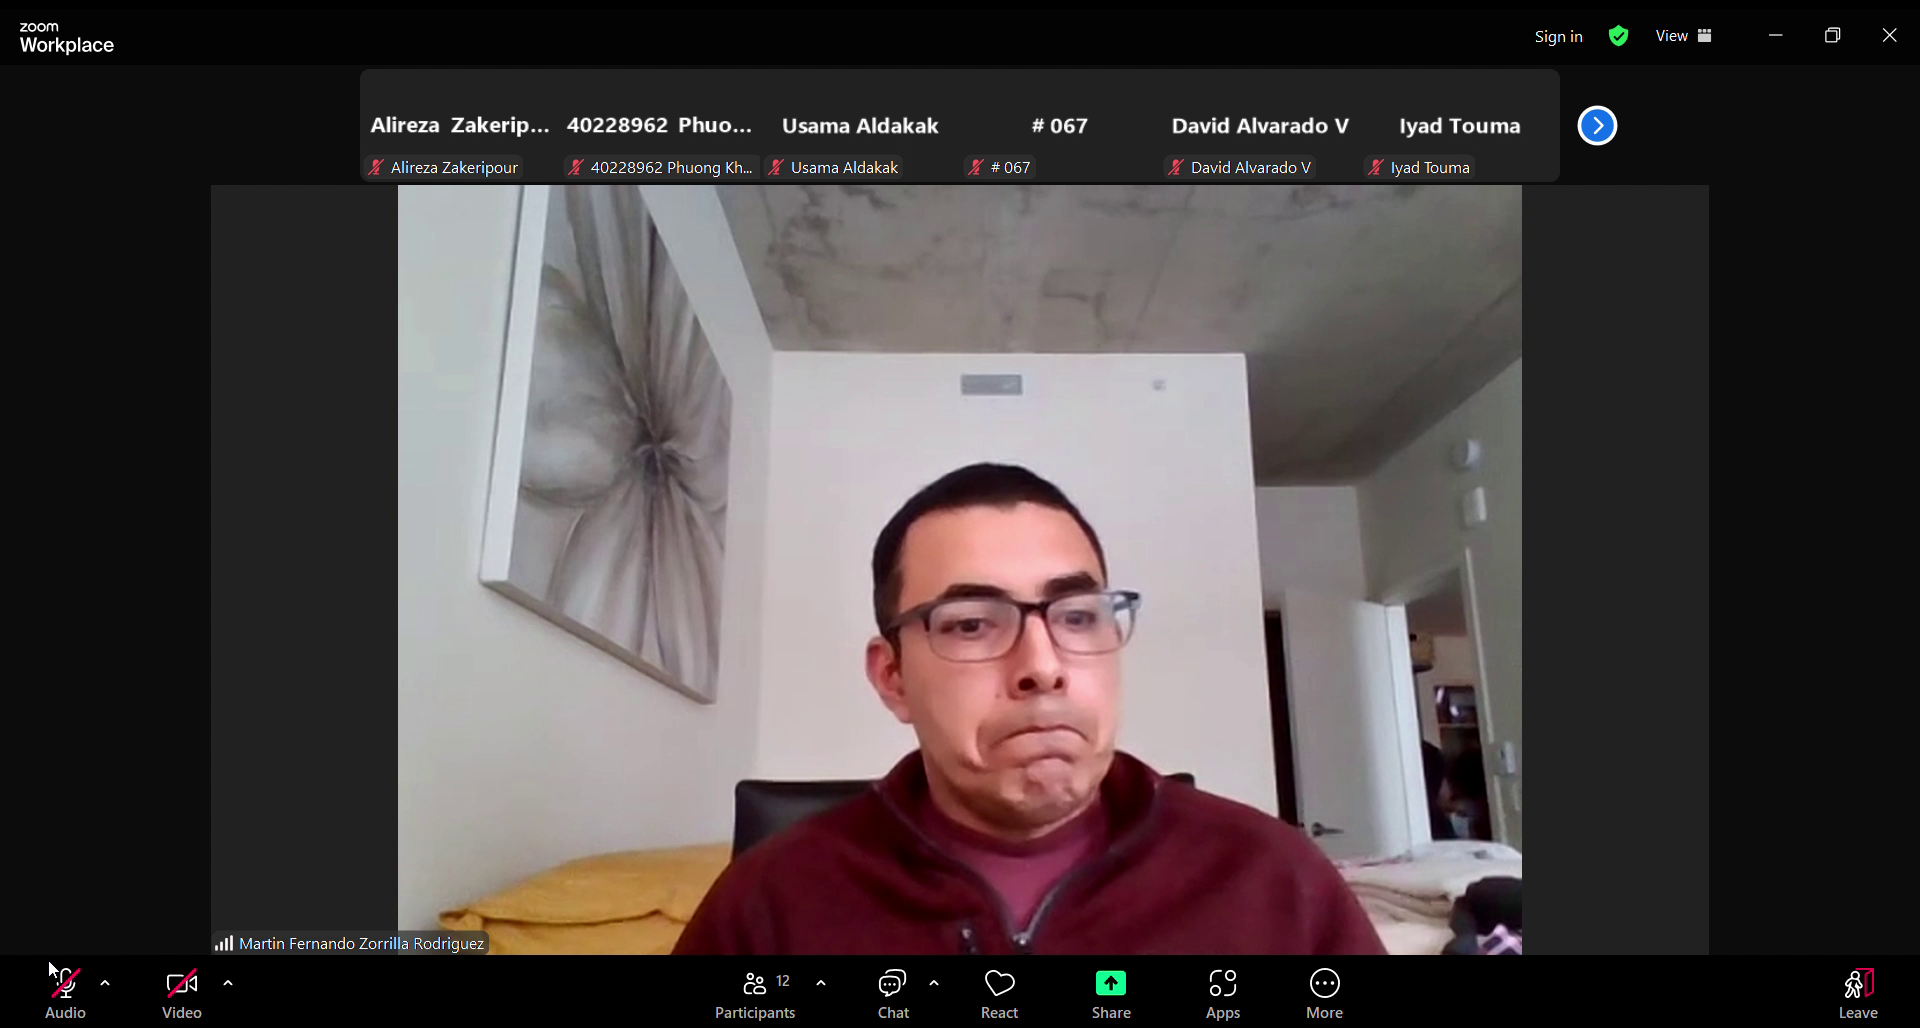 zoom
Workplace
Sign in
View
Alireza Zakerip...
40228962 Phuo...
Usama Aldakak
# 067
David Alvarado V
Iyad Touma
Alireza Zakeripour
40228962 Phuong Kh...
Usama Aldakak
# 067
David Alvarado V
Iyad Touma
Martin Fernando Zorrilla Rodriguez
Audio
Video
12
Participants
Chat
React
Share
Apps
More
Leave